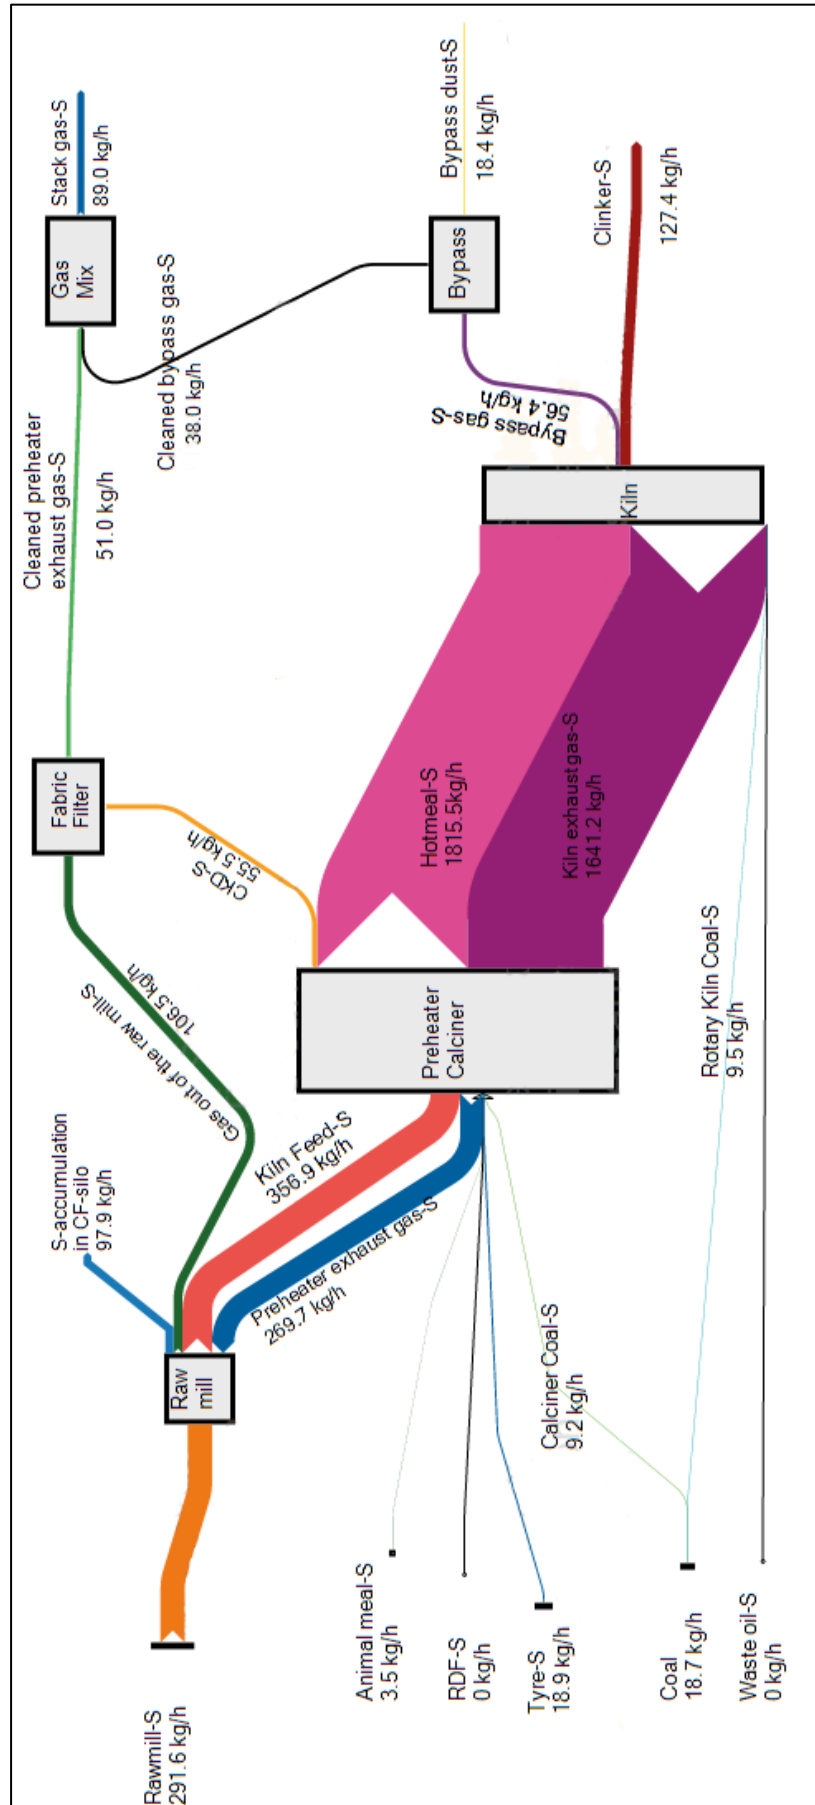 Rawmill-S
291.6 kg/h
Raw
mill
S-accumulation
in CF-silo
97.9 kg/h
Gas out of the raw mill-S
106.5 kg/h
Kiln Feed-S
356.9 kg/h
Preheater exhaust gas-S
269.7 kg/h
Animal meal-S
3.5 kg/h
RDF-S
0 kg/h
Tyre-S
18.9 kg/h
Coal
18.7 kg/h
Waste oil-S
0 kg/h
Calciner Coal-S
9.2 kg/h
Rotary Kiln Coal-S
9.5 kg/h
Preheater
Calciner
Fabric
Filter
CKD-S
55.5 kg/h
Hotmeal-S
1815.5kg/h
Kiln exhaust gas-S
1641.2 kg/h
Cleaned preheater
exhaust gas-S
51.0 kg/h
Cleaned bypass gas-S
38.0 kg/h
Kiln
Bypass gas-S
56.4 kg/h
Gas
Mix
Bypass
Stack gas-S
89.0 kg/h
Bypass dust-S
18.4 kg/h
Clinker-S
127.4 kg/h